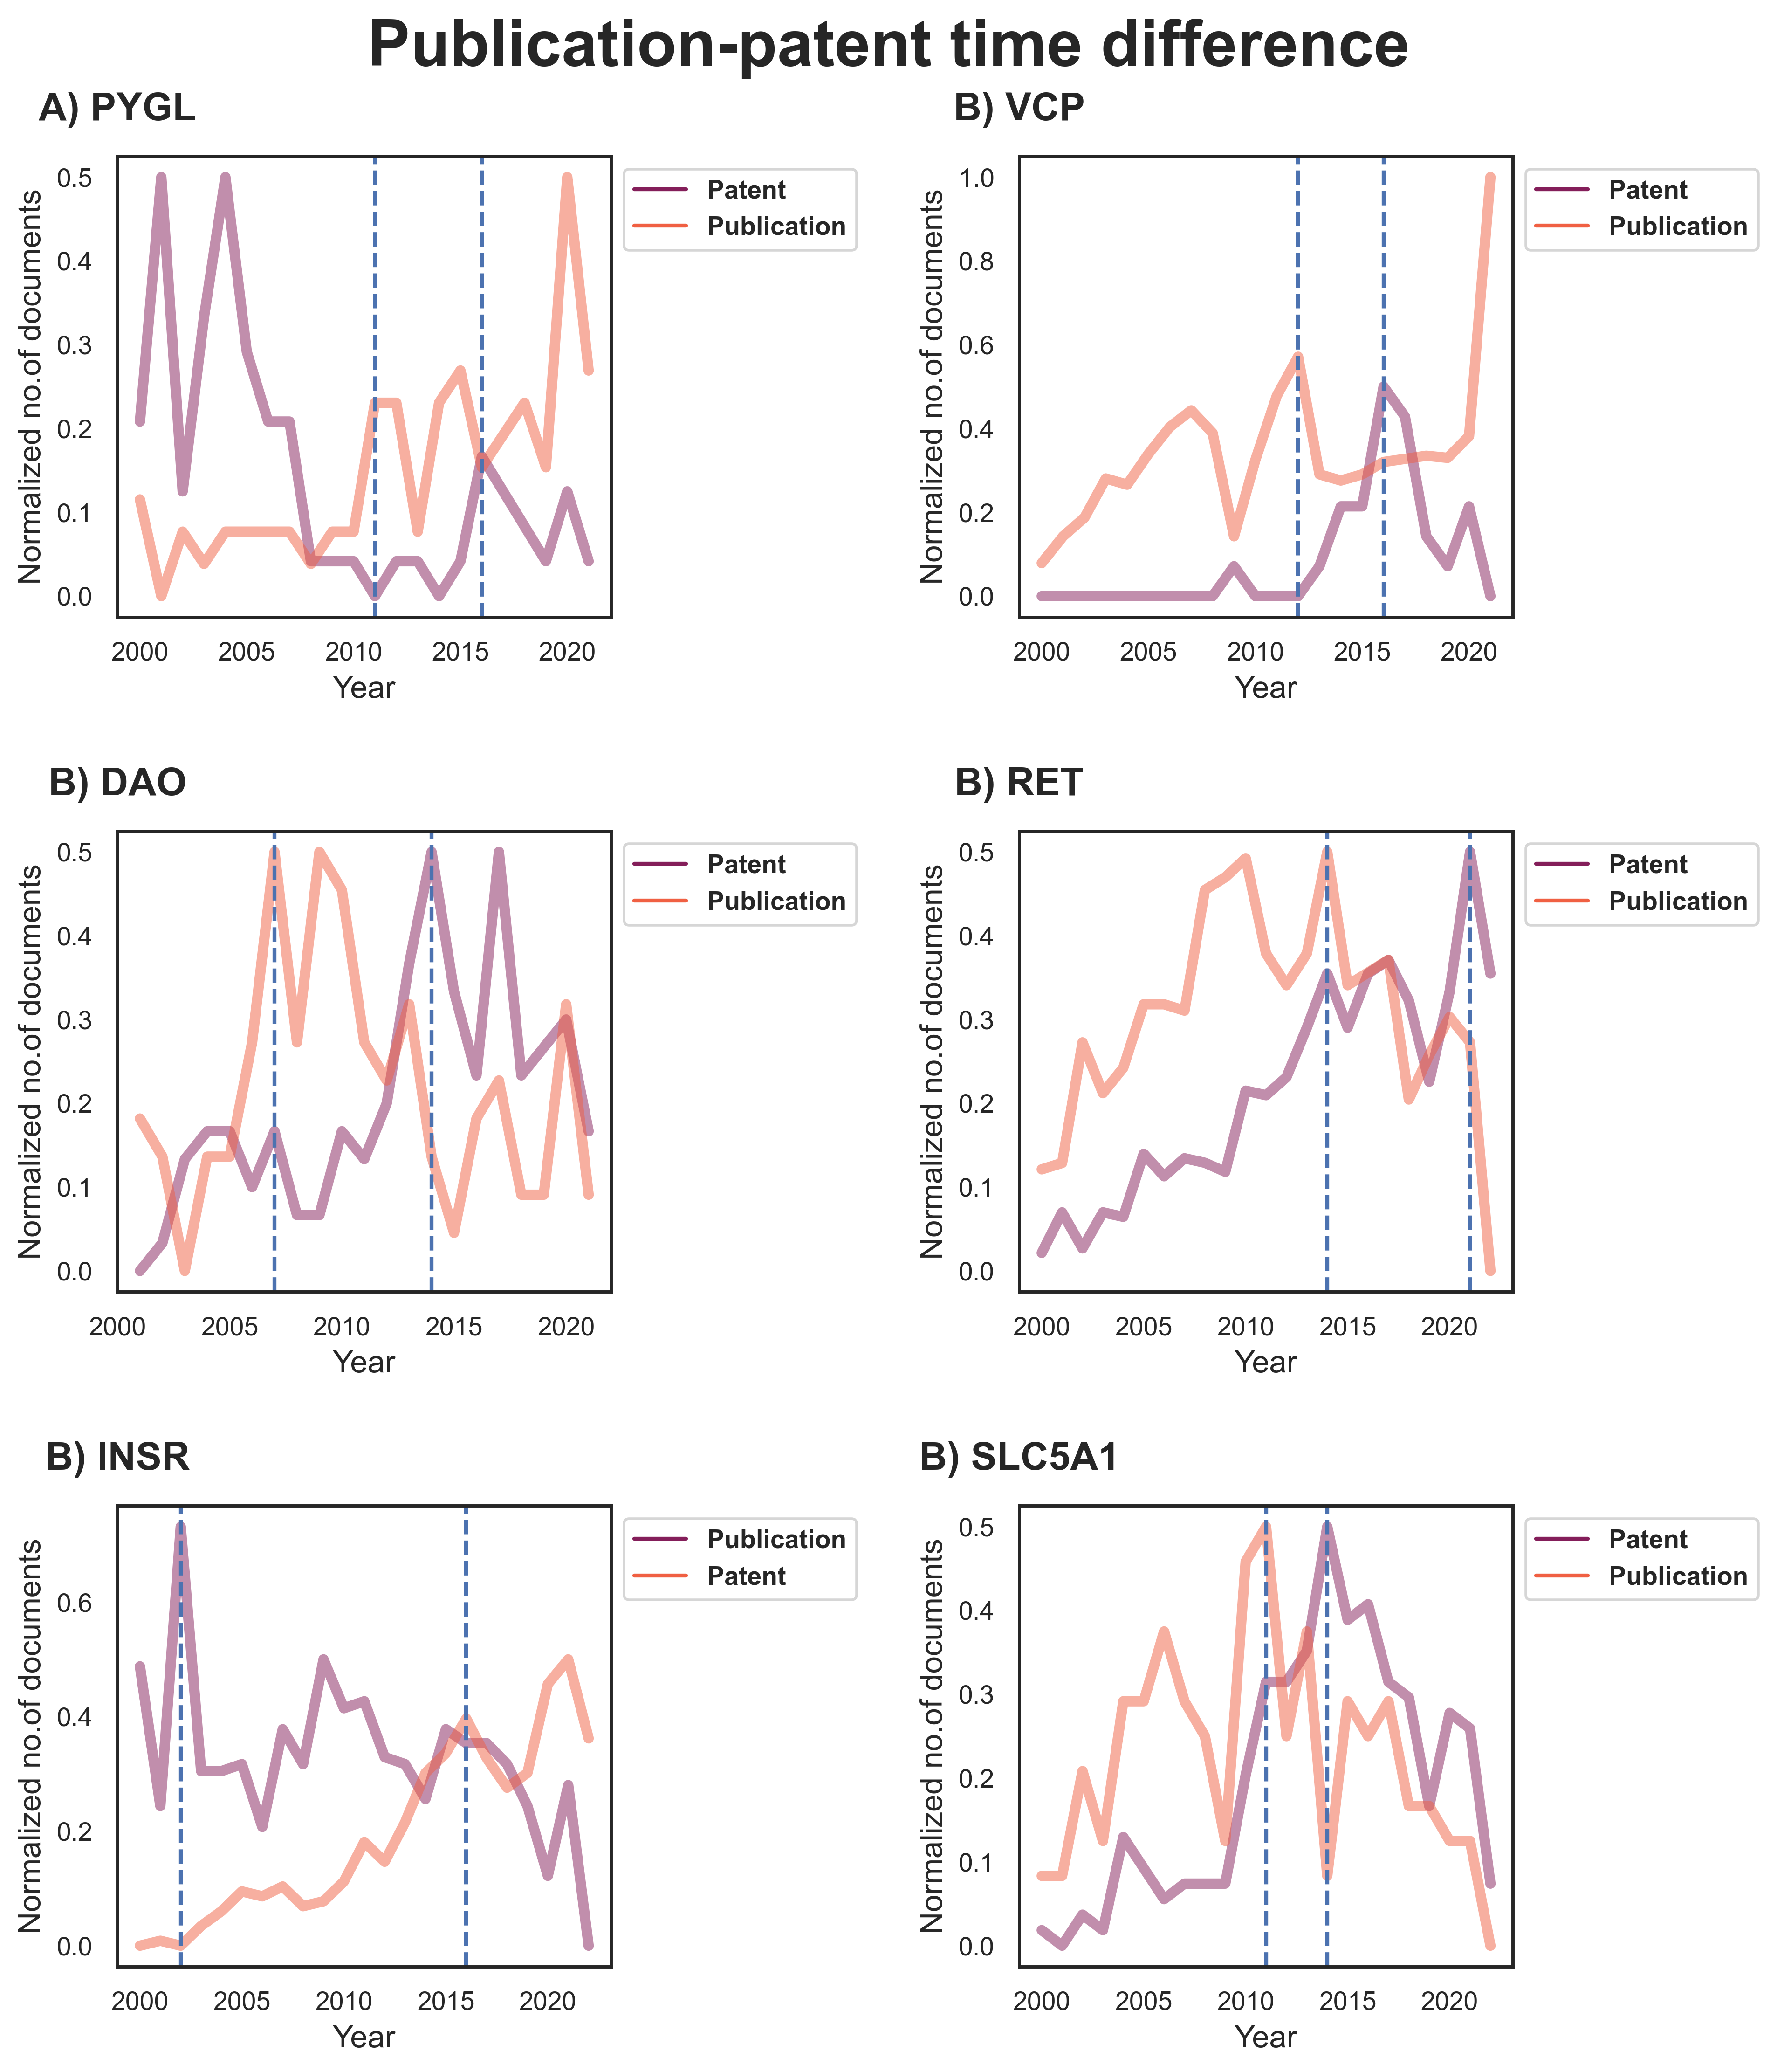 Publication-patent time difference
A) PYGL
Normalized no.of documents
0.5
0.4
0.3
0.2
0.1
0.0
2000 2005 2010 2015 2020
Year
Patent
Publication
B) VCP
Normalized no.of documents
1.0
0.8
0.6
0.4
0.2
0.0
2000 2005 2010 2015 2020
Year
Patent
Publication
B) DAO
Normalized no.of documents
0.5
0.4
0.3
0.2
0.1
0.0
2000 2005 2010 2015 2020
Year
Patent
Publication
B) RET
Normalized no.of documents
0.5
0.4
0.3
0.2
0.1
0.0
2000 2005 2010 2015 2020
Year
Patent
Publication
B) INSR
Normalized no.of documents
0.6
0.4
0.2
0.0
2000 2005 2010 2015 2020
Year
Publication
Patent
B) SLC5A1
Normalized no.of documents
0.5
0.4
0.3
0.2
0.1
0.0
2000 2005 2010 2015 2020
Year
Patent
Publication